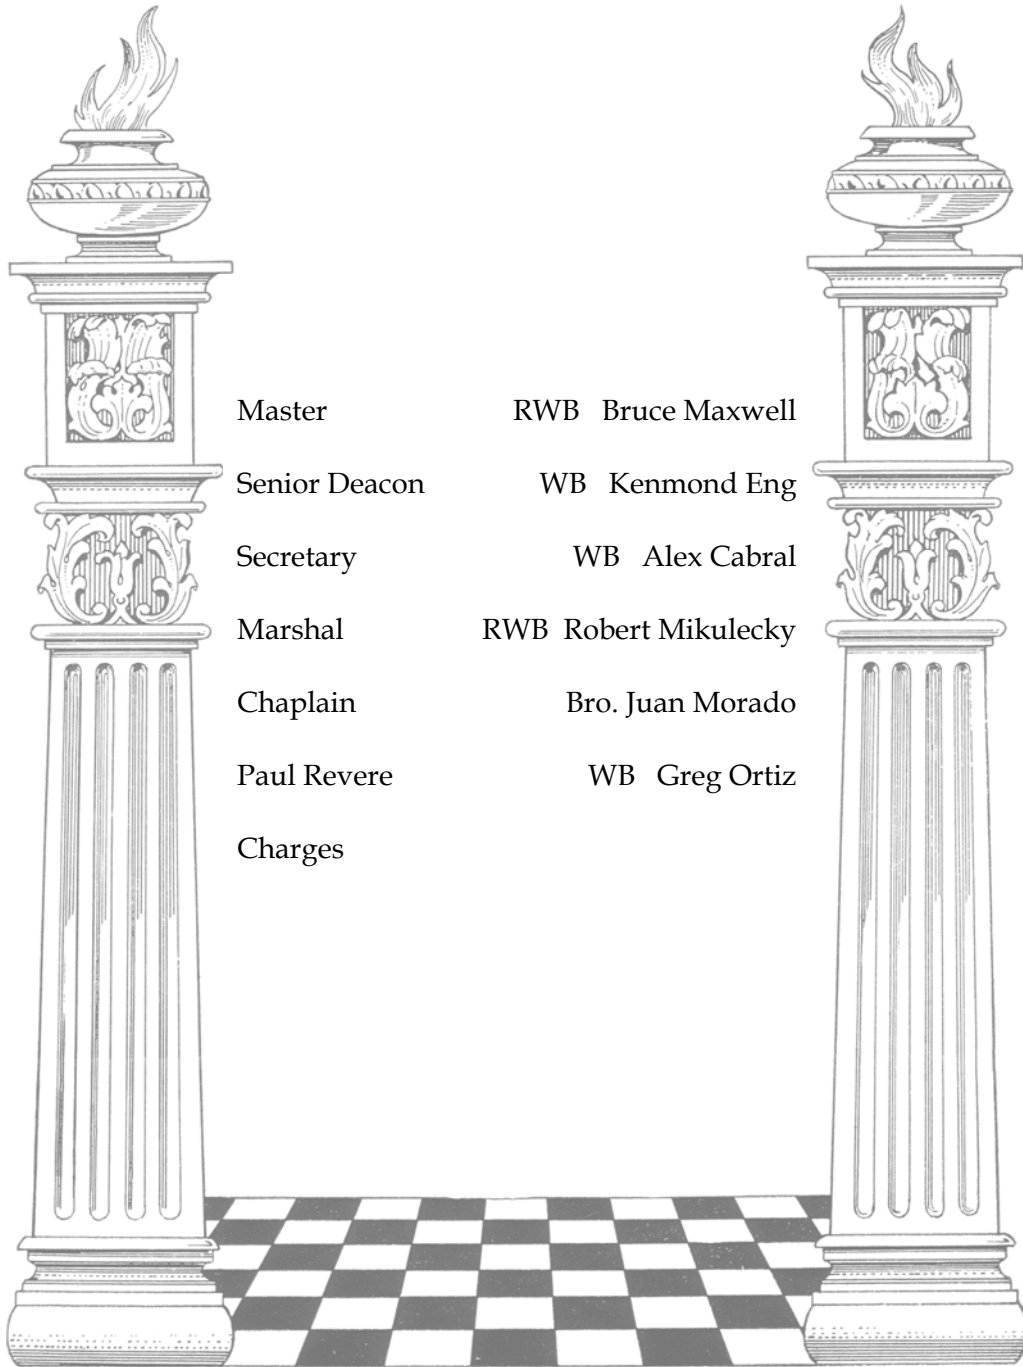 Master RWB Bruce Maxwell
Senior Deacon WB Kenmond Eng
Secretary WB Alex Cabral
Marshal RWB Robert Mikulecky
Chaplain Bro. Juan Morado
Paul Revere WB Greg Ortiz
Charges